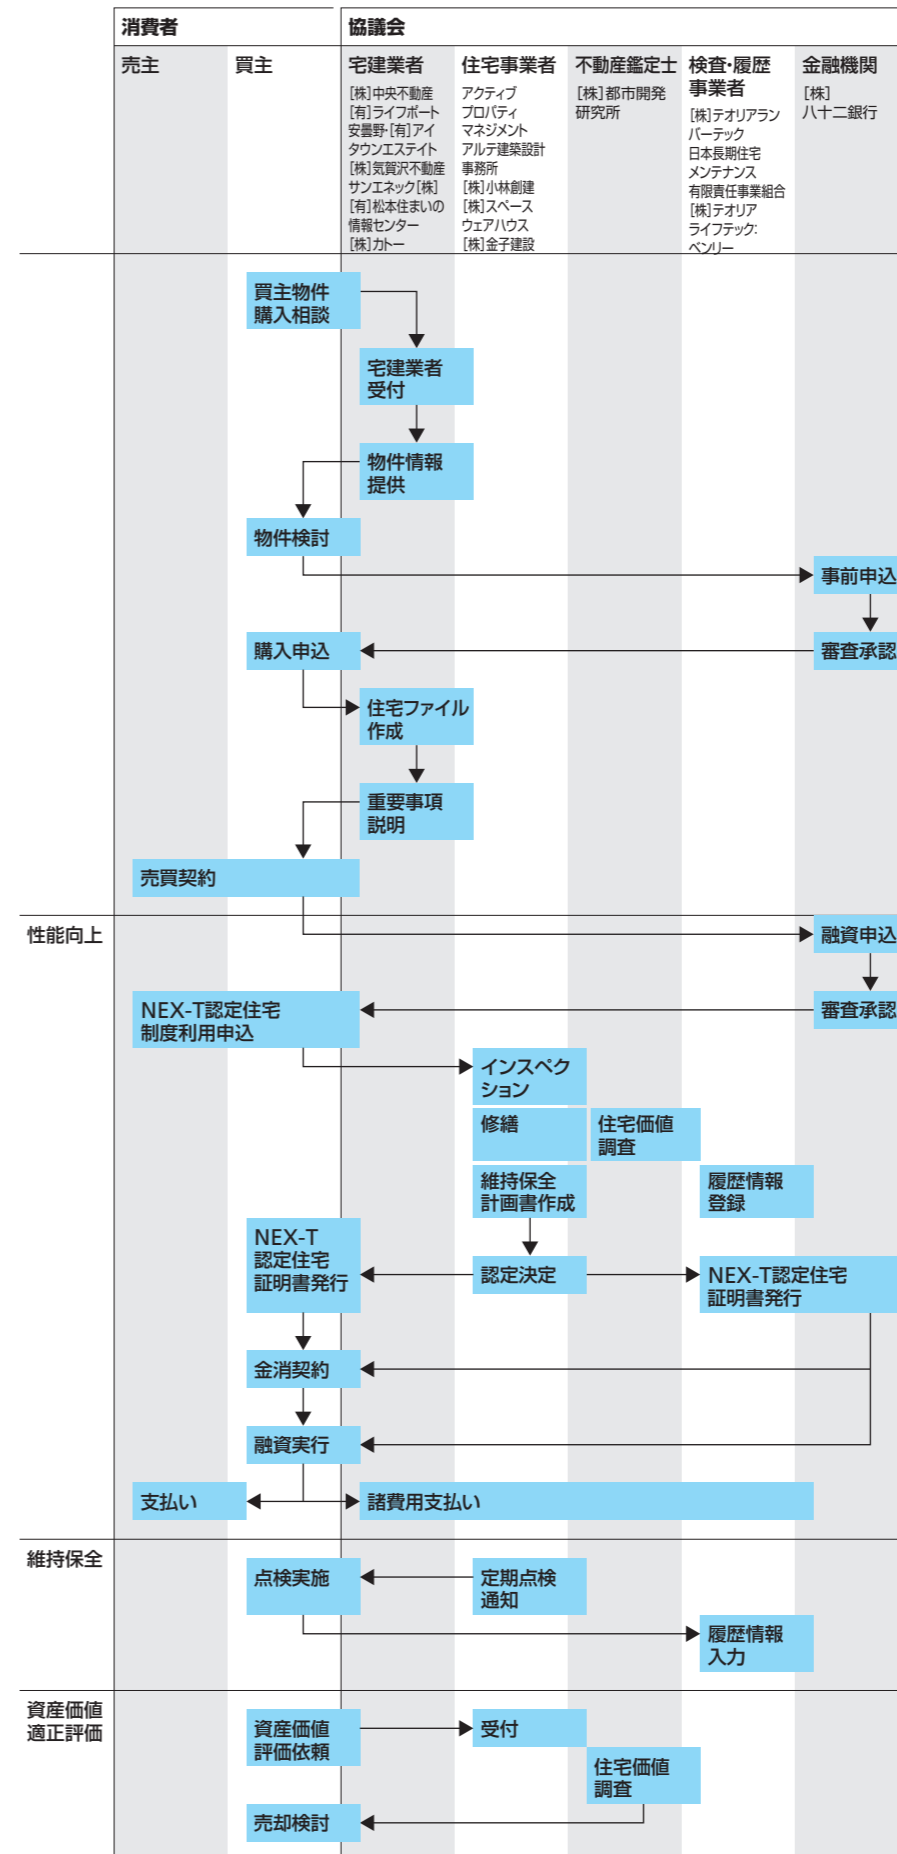 消費者
協議会
売主
買主
宅建業者
[株]中央不動産
[有]ライフポート
安曇野・[有]アイ
タウンエステイト
[株]気賀沢不動産
サンエネック[株]
[有]松本住まいの
情報センター
[株]カトー
住宅事業者
アクティブ
プロパティ
マネジメント
アルテ建築設計
事務所
[株]小林創建
[株]スペース
ウェアハウス
[株]金子建設
不動産鑑定士
[株]都市開発
研究所
検査・履歴
事業者
[株]テオリアラン
バーテック
日本長期住宅
メンテナンス
有限責任事業組合
[株]テオリア
ライフテック:
ベンリー
金融機関
[株]
八十二銀行
買主物件
購入相談
宅建業者
受付
物件情報
提供
物件検討
事前申込
購入申込
審査承認
住宅ファイル
作成
重要事項
説明
売買契約
性能向上
融資申込
NEX-T認定住宅
制度利用申込
審査承認
インスペク
ション
修繕
住宅価値
調査
維持保全
計画書作成
履歴情報
登録
NEX-T
認定住宅
証明書発行
認定決定
NEX-T認定住宅
証明書発行
金消契約
融資実行
支払い
諸費用支払い
維持保全
点検実施
定期点検
通知
履歴情報
入力
資産価値
適正評価
資産価値
評価依頼
受付
住宅価値
調査
売却検討